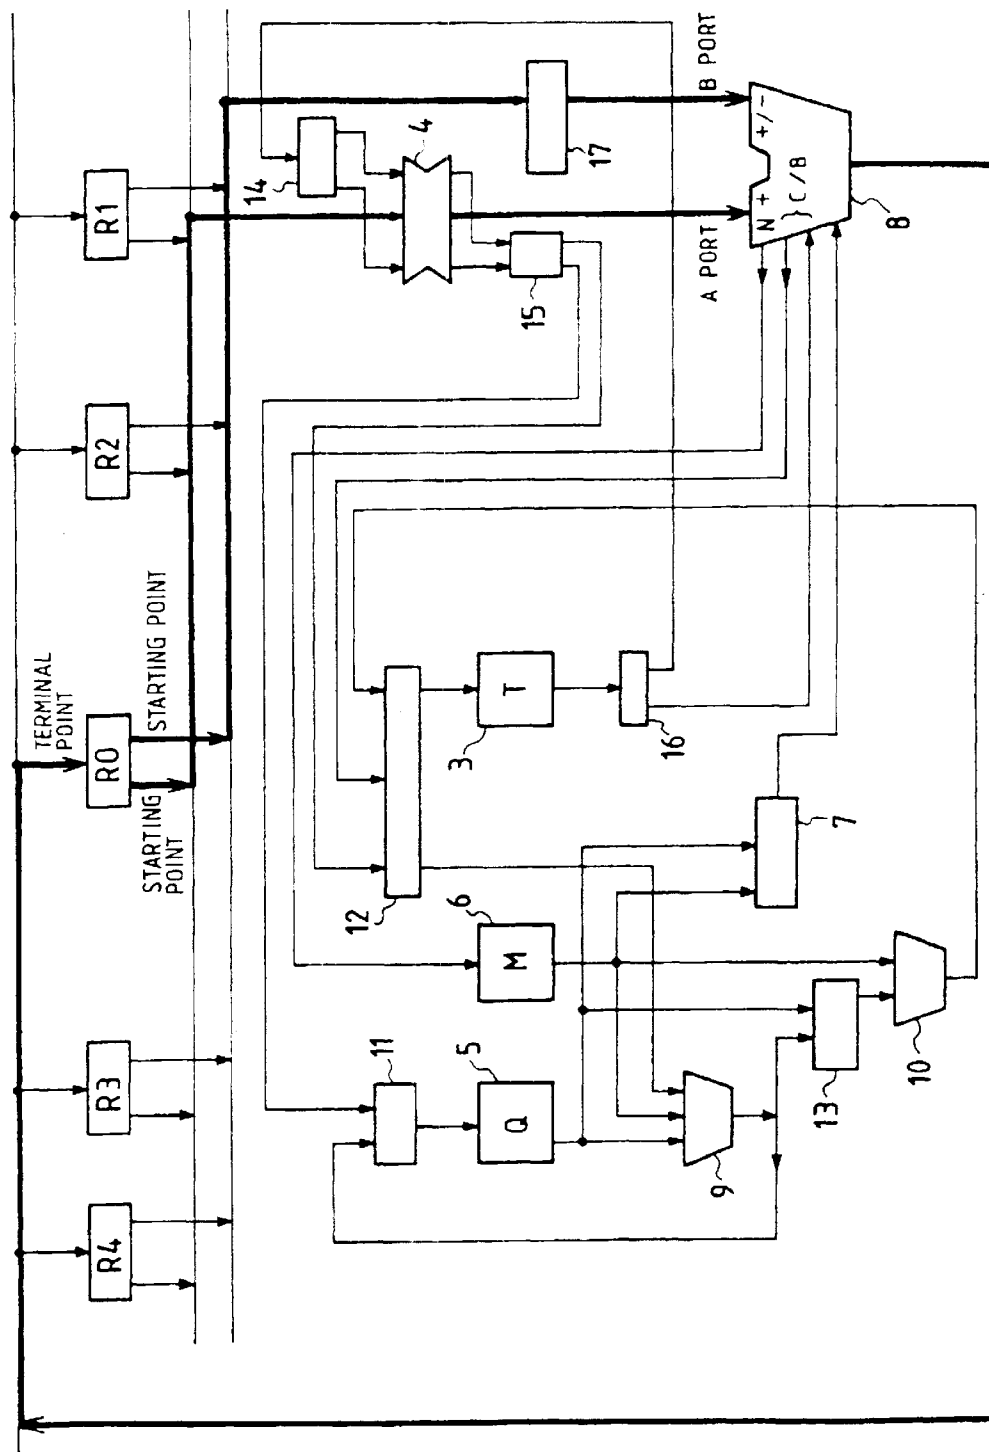 R4
R3
R0
R2
R1
TERMINAL
POINT
STARTING
POINT
STARTING POINT
14
4
11
12
6
15
17
5
Q
M
3
T
16
A PORT
B PORT
9
13
10
7
N + +/-
} C/B
8